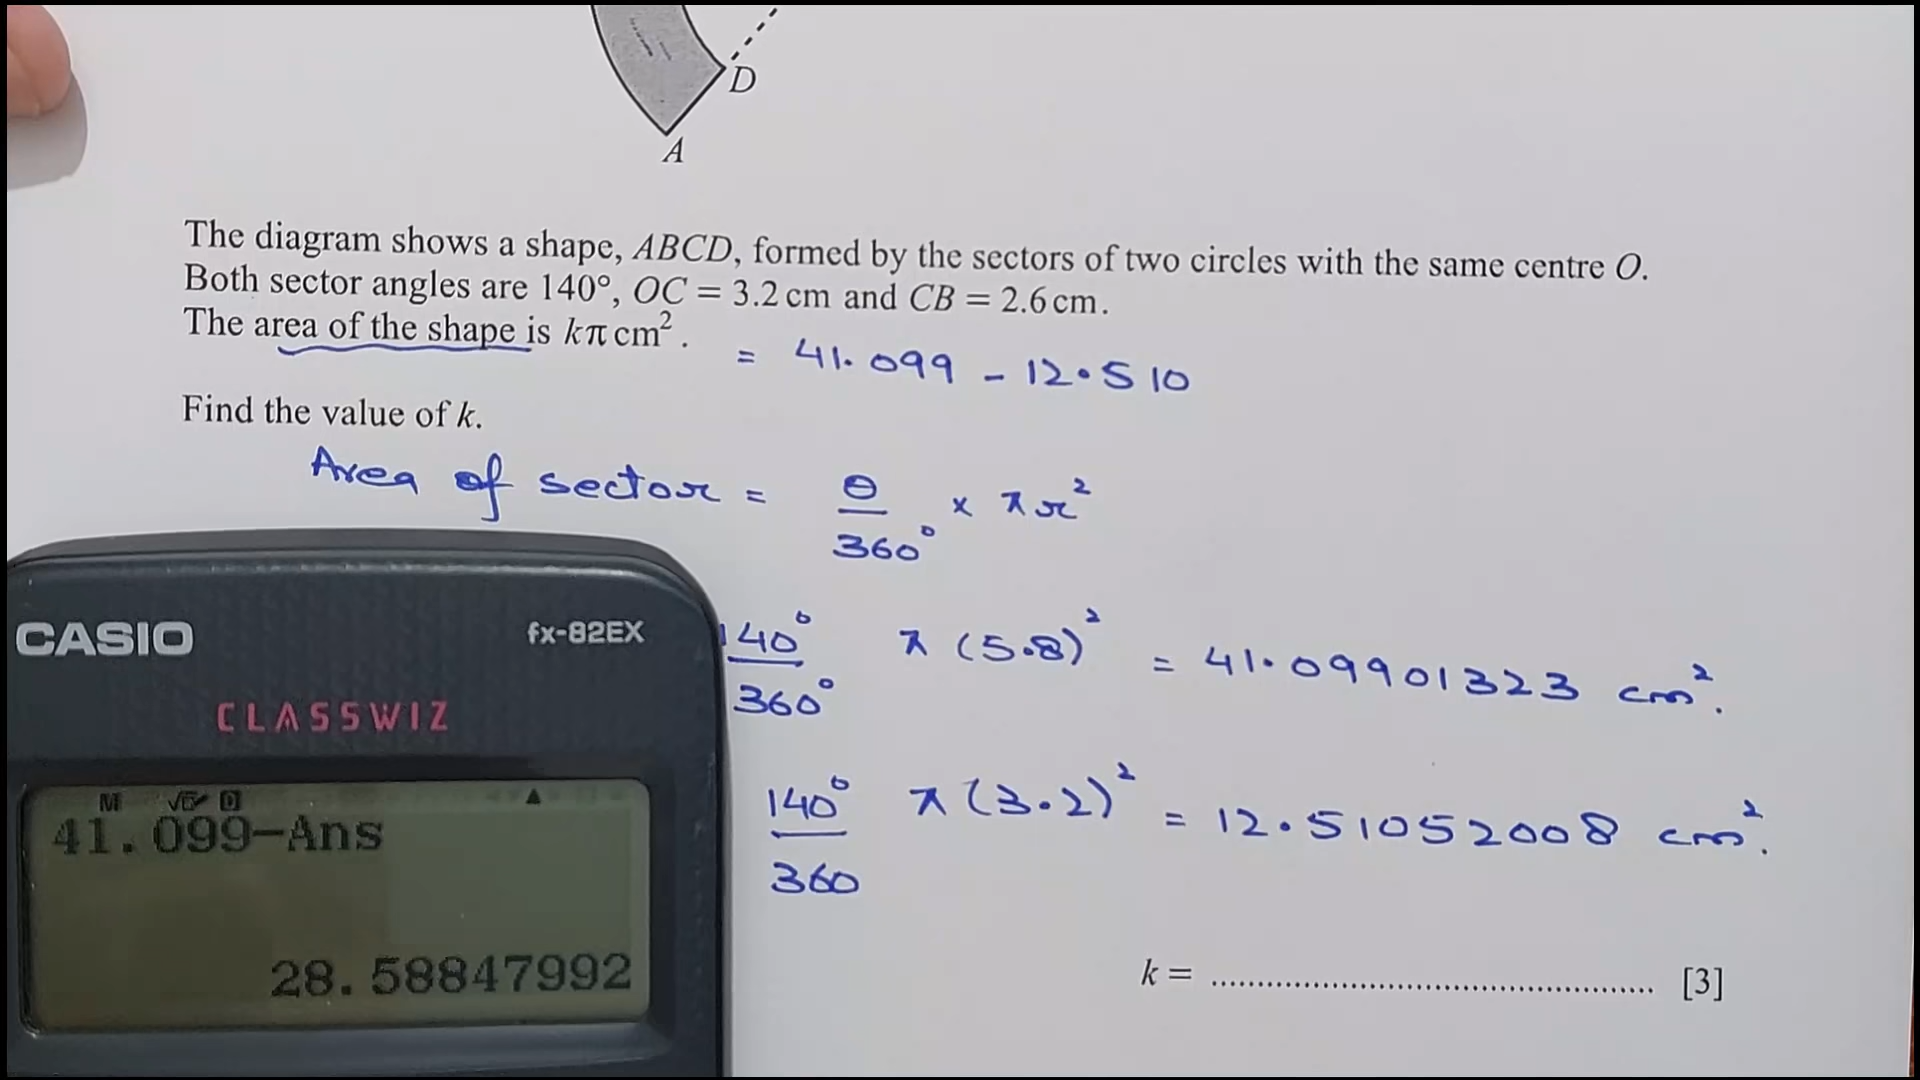 D
A
The diagram shows a shape, ABCD, formed by the sectors of two circles with the same centre O.
Both sector angles are 140°, OC = 3.2 cm and CB = 2.6 cm.
The area of the shape is kπ cm².
= 41.099 - 12.510
Find the value of k.
Area of sector = θ/360° × πr²
140°/360° π (5.8)² = 41.09901323 cm².
140°/360 π (3.2)² = 12.51052008 cm².
CASIO fx-82EX
CLASSWIZ
M √ D ▲
41.099-Ans
28.58847992
k = .................................................. [3]